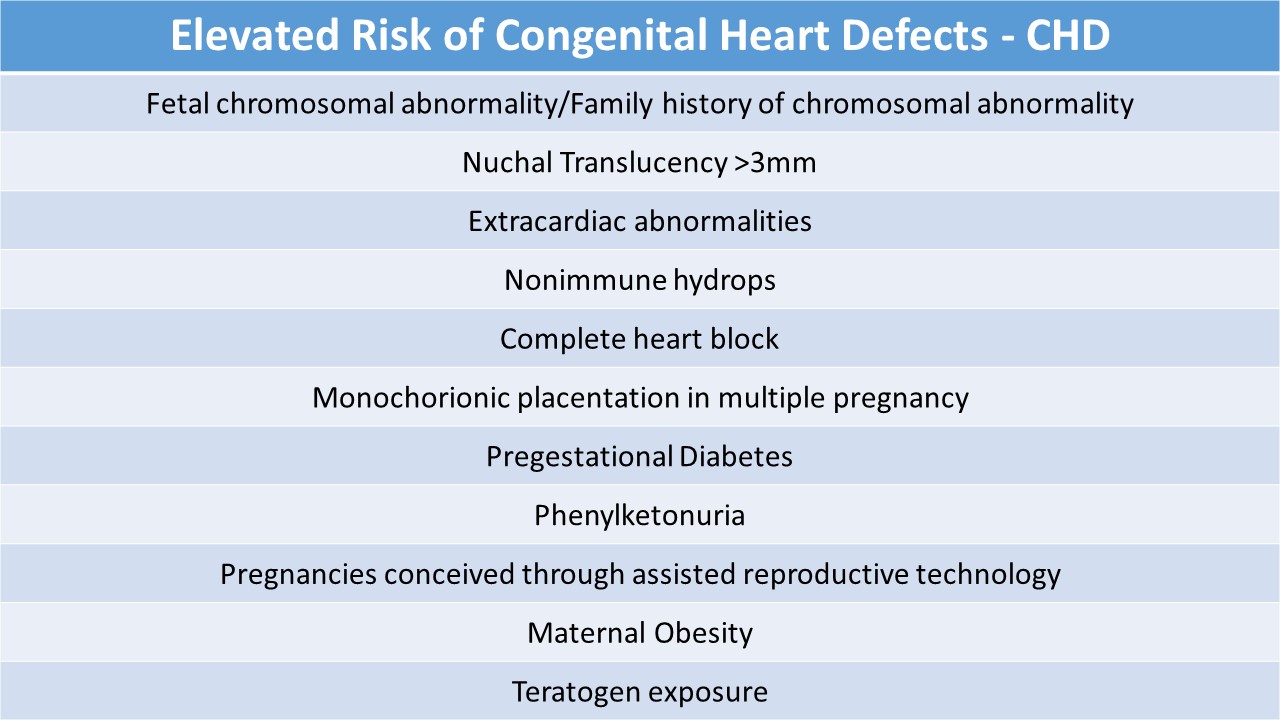 Elevated Risk of Congenital Heart Defects - CHD
Fetal chromosomal abnormality/Family history of chromosomal abnormality
Nuchal Translucency >3mm
Extracardiac abnormalities
Nonimmune hydrops
Complete heart block
Monochorionic placentation in multiple pregnancy
Pregestational Diabetes
Phenylketonuria
Pregnancies conceived through assisted reproductive technology
Maternal Obesity
Teratogen exposure